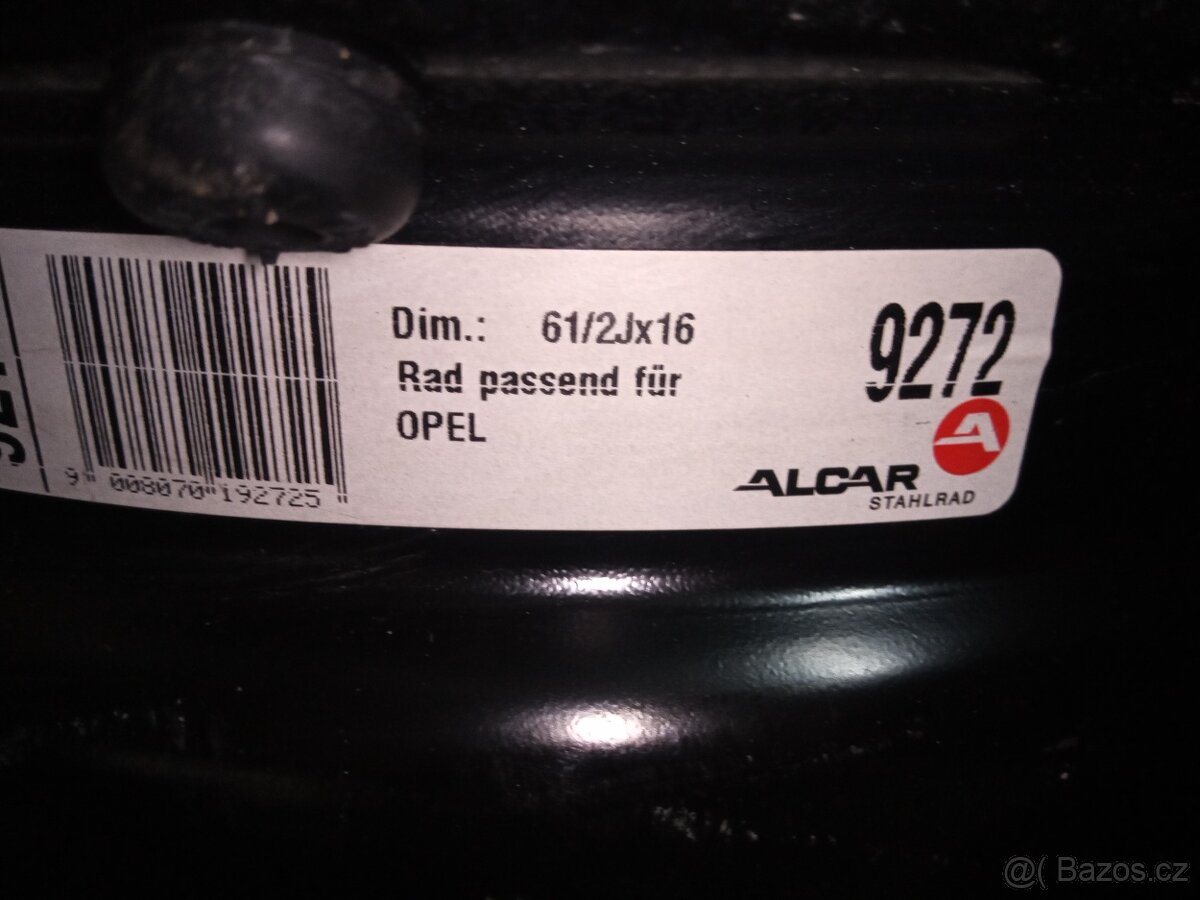 Dim.: 61/2Jx16
Rad passend für
OPEL
9272
A
ALCAR
STAHLRAD
9 008070 192725
@( Bazos.cz